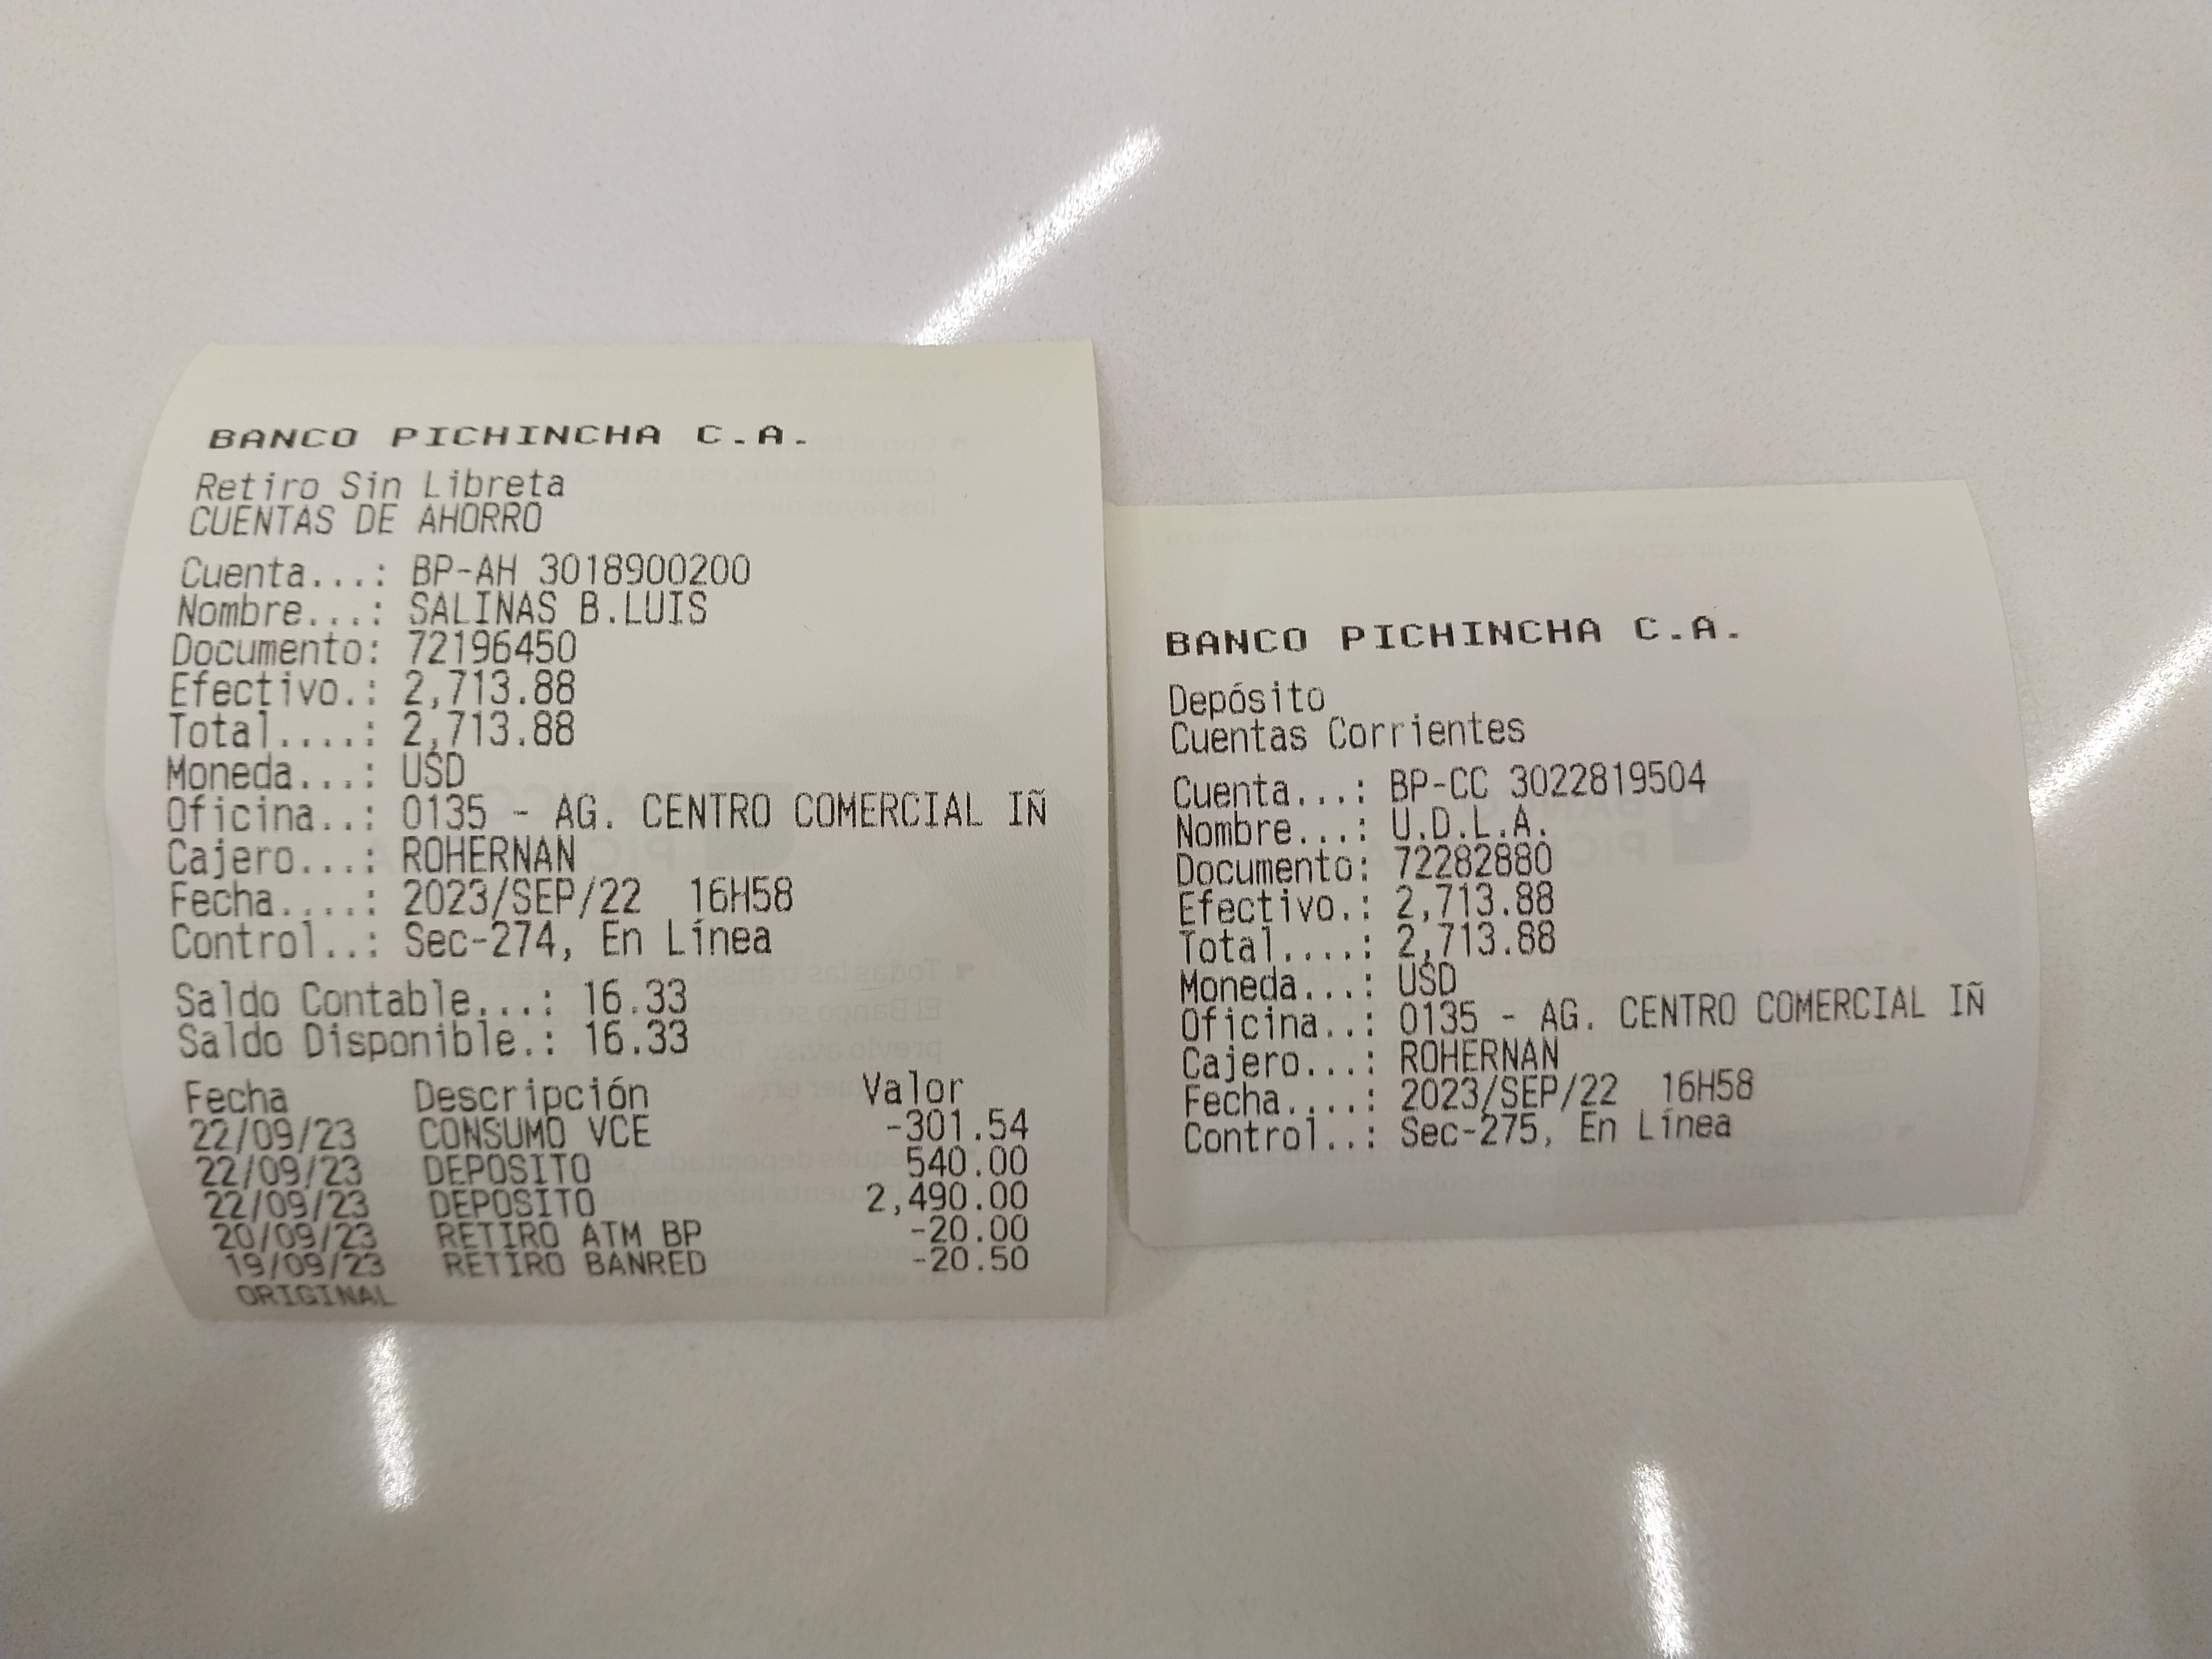 BANCO PICHINCHA C.A.
Retiro Sin Libreta
CUENTAS DE AHORRO
Cuenta...: BP-AH 3018900200
Nombre...: SALINAS B.LUIS
Documento: 72196450
Efectivo.: 2,713.88
Total....: 2,713.88
Moneda...: USD
Oficina..: 0135 - AG. CENTRO COMERCIAL IÑ
Cajero...: ROHERNAN
Fecha....: 2023/SEP/22 16H58
Control..: Sec-274, En Línea
Saldo Contable...: 16.33
Saldo Disponible.: 16.33
Fecha Descripción Valor
22/09/23 CONSUMO VCE -301.54
22/09/23 DEPOSITO 540.00
22/09/23 DEPOSITO 2,490.00
20/09/23 RETIRO ATM BP -20.00
19/09/23 RETIRO BANRED -20.50
ORIGINAL
BANCO PICHINCHA C.A.
Depósito
Cuentas Corrientes
Cuenta...: BP-CC 3022819504
Nombre...: U.D.L.A.
Documento: 72282880
Efectivo.: 2,713.88
Total....: 2,713.88
Moneda...: USD
Oficina..: 0135 - AG. CENTRO COMERCIAL IÑ
Cajero...: ROHERNAN
Fecha....: 2023/SEP/22 16H58
Control..: Sec-275, En Línea